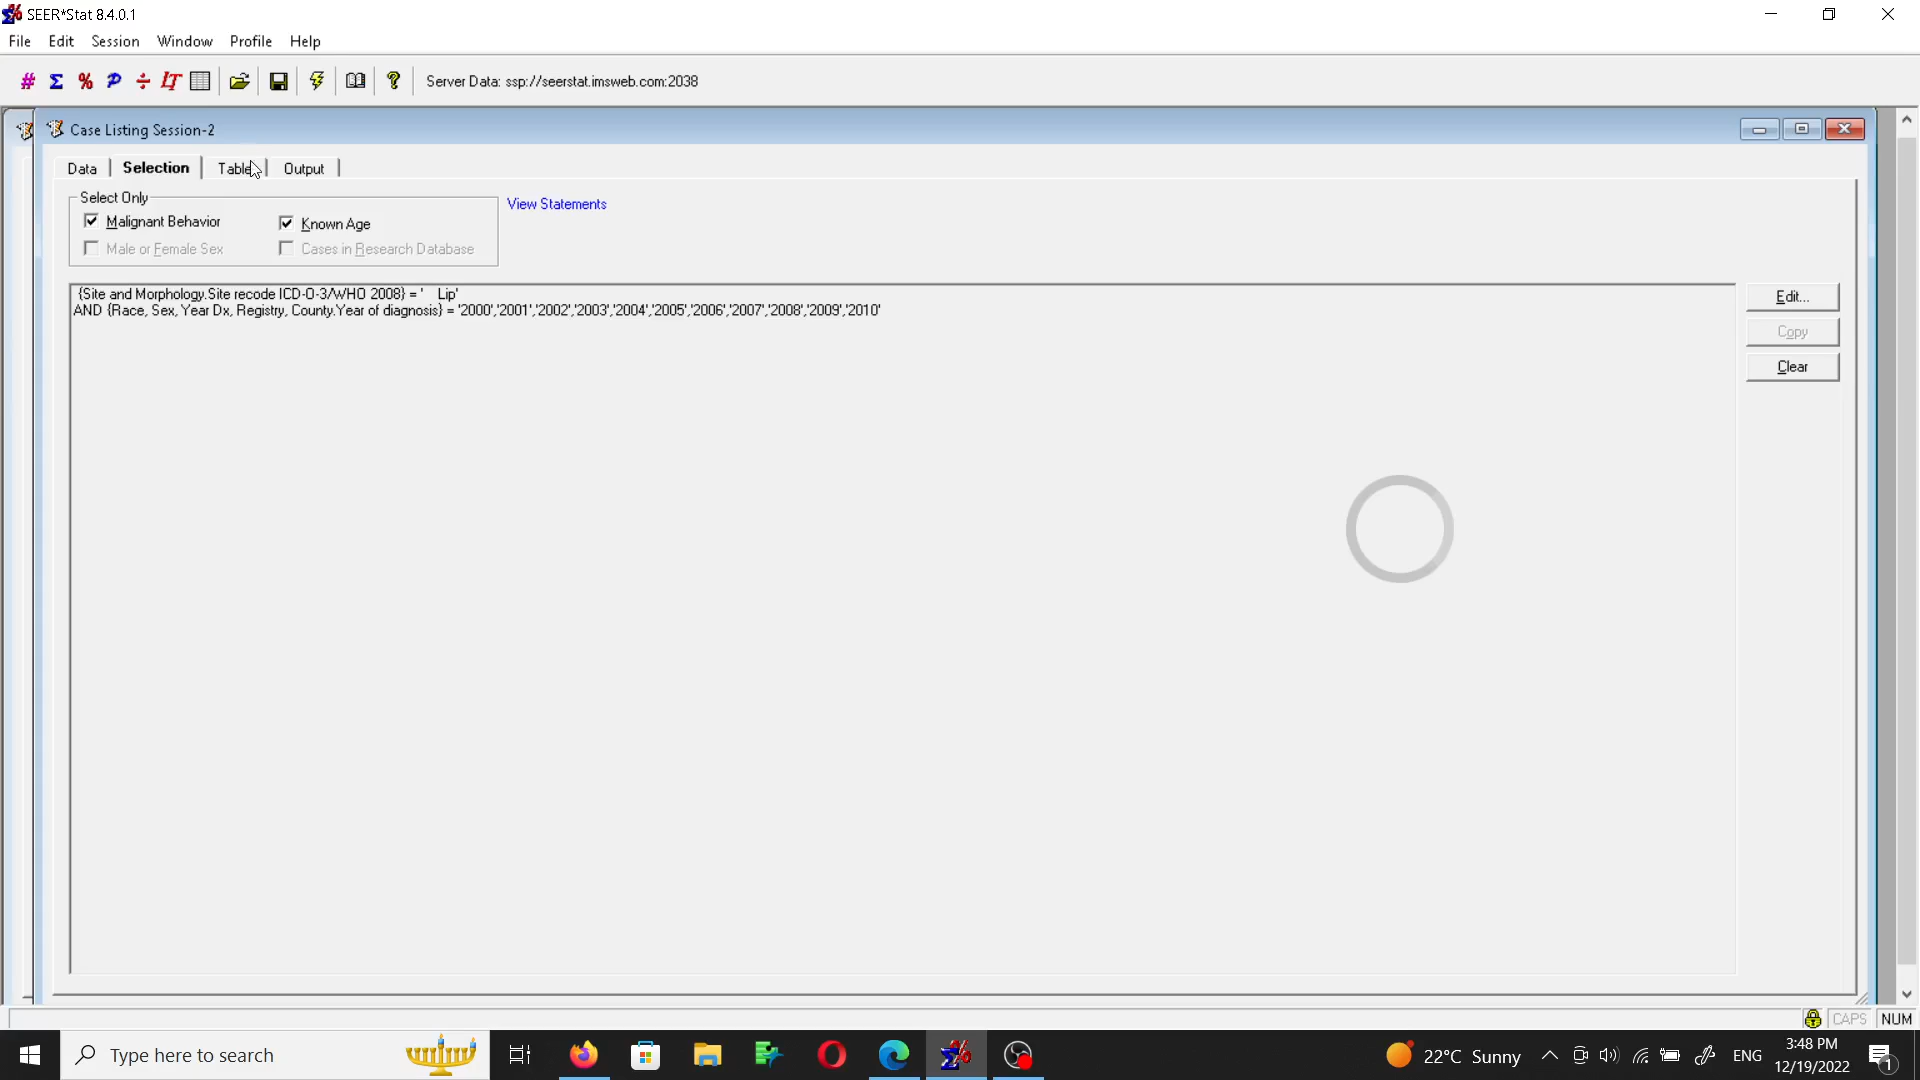 SEER*Stat 8.4.0.1
File Edit Session Window Profile Help
Server Data: ssp://seerstat.imsweb.com:2038
Case Listing Session-2
Data Selection Table Output
Select Only
View Statements
Malignant Behavior Known Age
Male or Female Sex Cases in Research Database
{Site and Morphology.Site recode ICD-O-3/WHO 2008} = '    Lip'
AND {Race, Sex, Year Dx, Registry, County.Year of diagnosis} = '2000','2001','2002','2003','2004','2005','2006','2007','2008','2009','2010'
Edit...
Copy
Clear
CAPS NUM
Type here to search
22°C Sunny
ENG
3:48 PM
12/19/2022
1